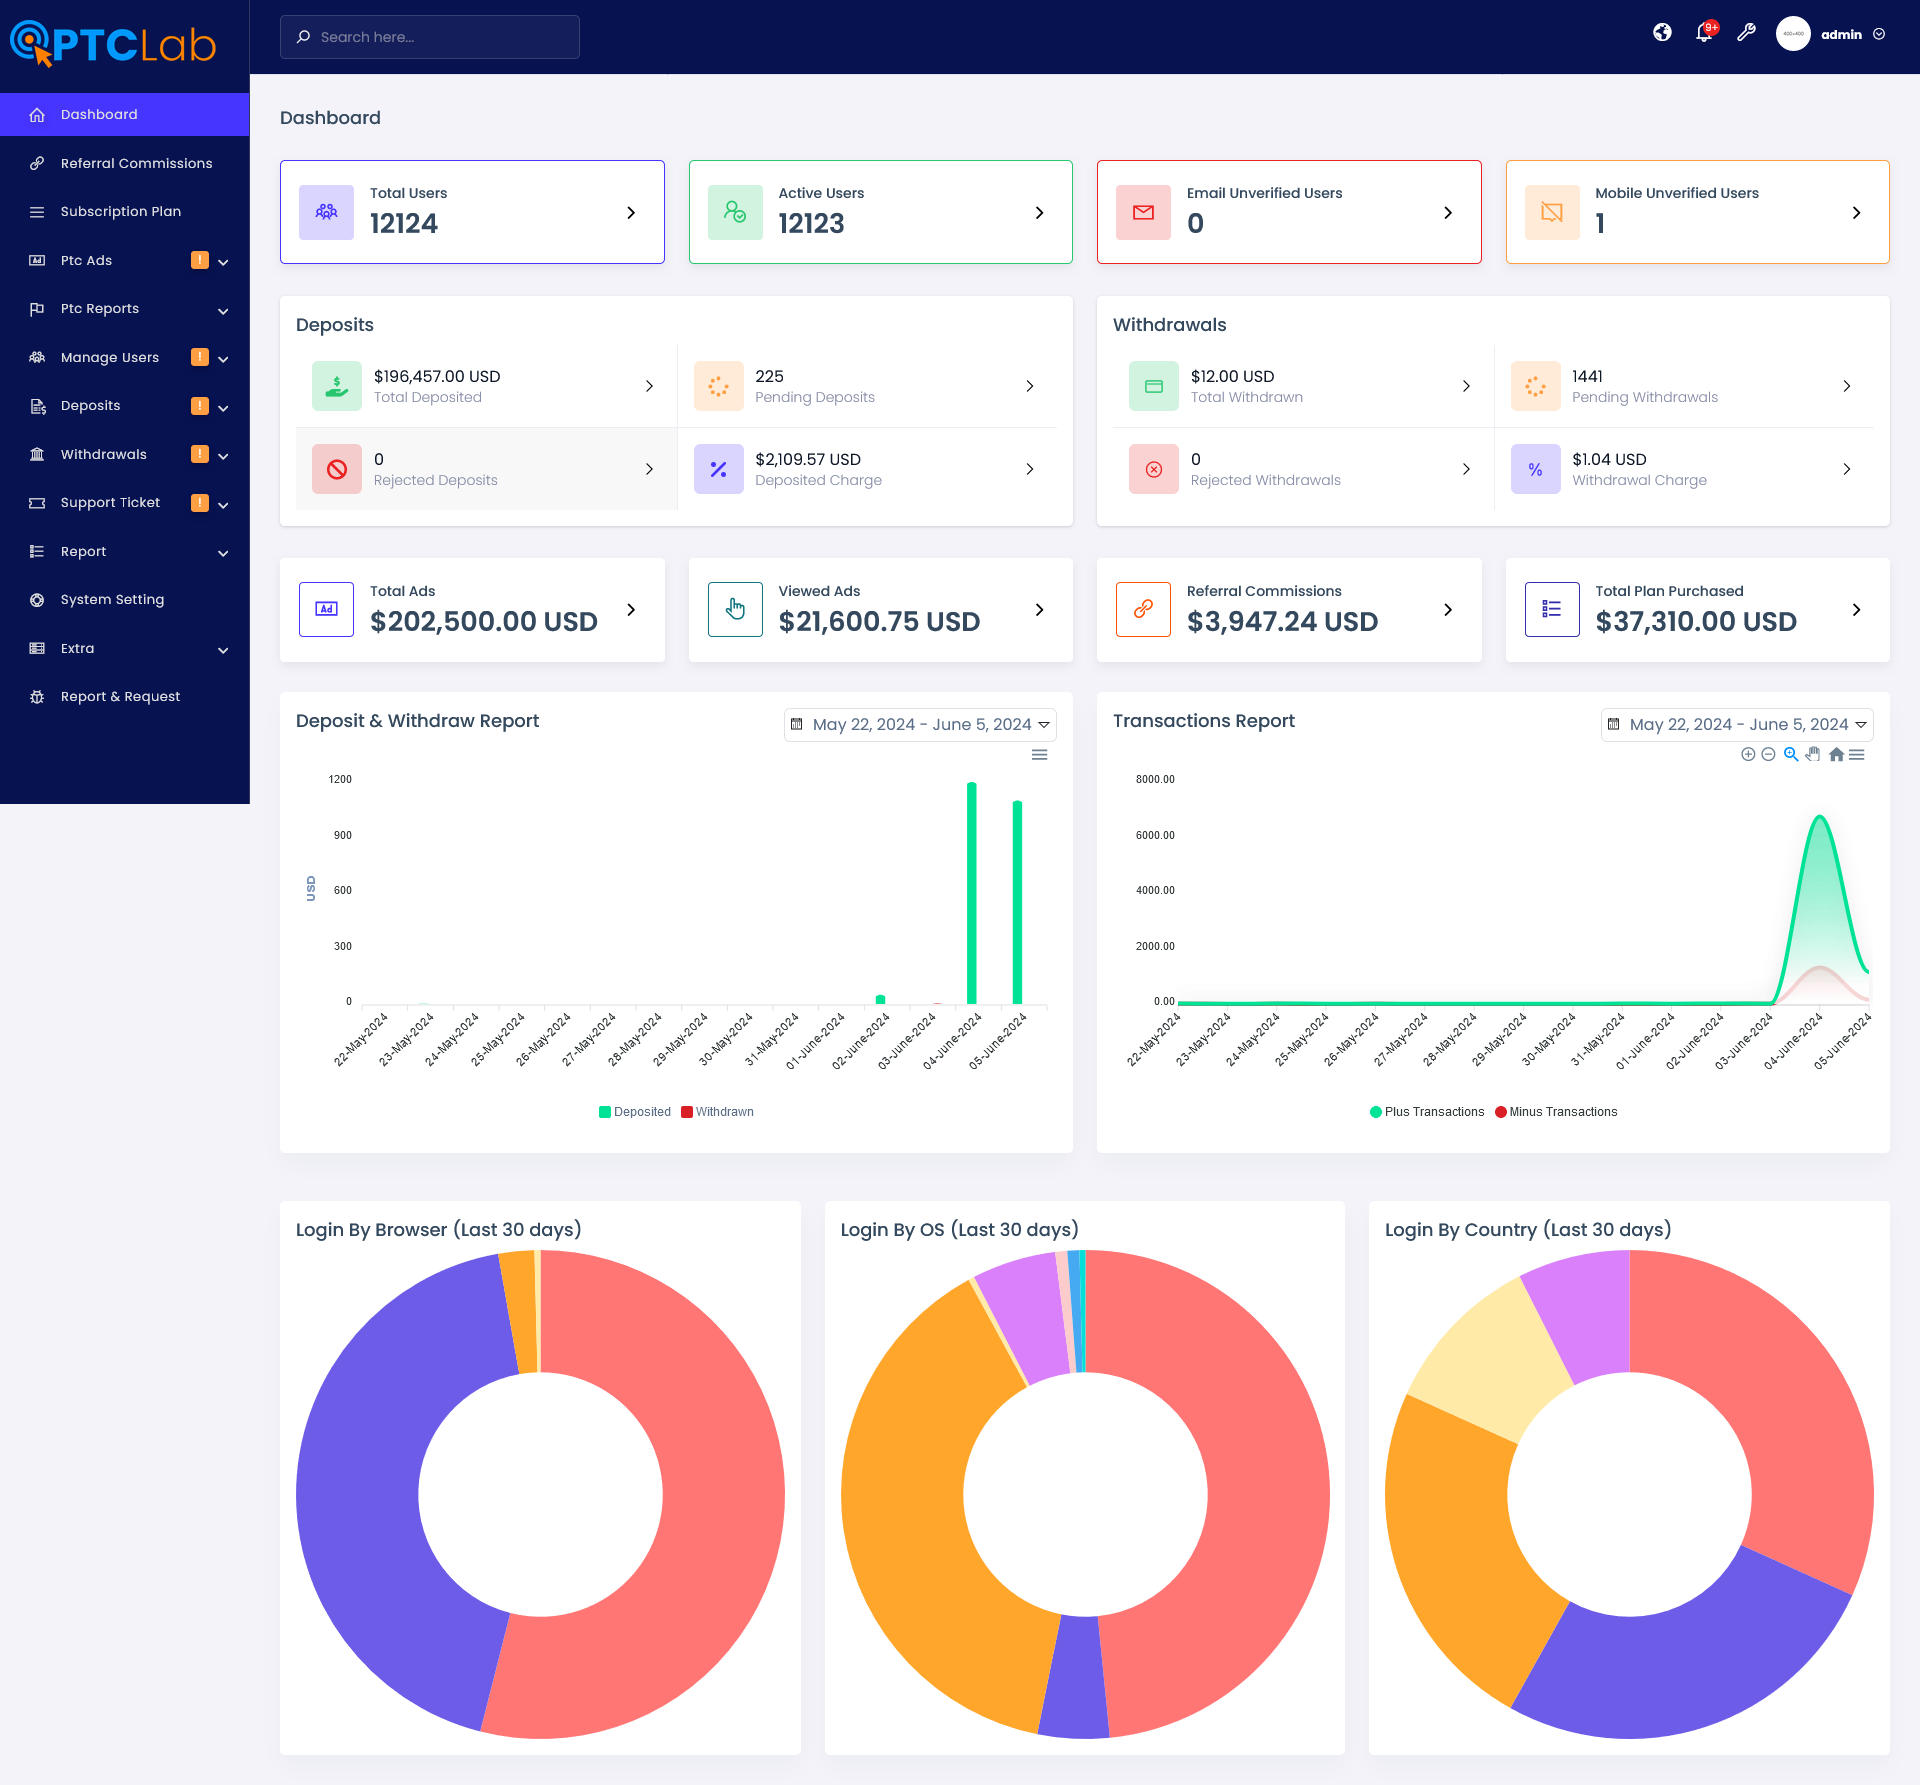 PTCLab
Search here...
9+
400×400
admin
Dashboard
Referral Commissions
Subscription Plan
Ptc Ads
!
Ptc Reports
Manage Users
!
Deposits
!
Withdrawals
!
Support Ticket
!
Report
System Setting
Extra
Report & Request
Dashboard
Total Users
12124
Active Users
12123
Email Unverified Users
0
Mobile Unverified Users
1
Deposits
$196,457.00 USD
Total Deposited
225
Pending Deposits
0
Rejected Deposits
$2,109.57 USD
Deposited Charge
Withdrawals
$12.00 USD
Total Withdrawn
1441
Pending Withdrawals
0
Rejected Withdrawals
%
$1.04 USD
Withdrawal Charge
Ad
Total Ads
$202,500.00 USD
Viewed Ads
$21,600.75 USD
Referral Commissions
$3,947.24 USD
Total Plan Purchased
$37,310.00 USD
Deposit & Withdraw Report
May 22, 2024 - June 5, 2024
1200
900
600
300
0
USD
22-May-2024
23-May-2024
24-May-2024
25-May-2024
26-May-2024
27-May-2024
28-May-2024
29-May-2024
30-May-2024
31-May-2024
01-June-2024
02-June-2024
03-June-2024
04-June-2024
05-June-2024
Deposited Withdrawn
Transactions Report
May 22, 2024 - June 5, 2024
8000.00
6000.00
4000.00
2000.00
0.00
22-May-2024
23-May-2024
24-May-2024
25-May-2024
26-May-2024
27-May-2024
28-May-2024
29-May-2024
30-May-2024
31-May-2024
01-June-2024
02-June-2024
03-June-2024
04-June-2024
05-June-2024
Plus Transactions Minus Transactions
Login By Browser (Last 30 days)
Login By OS (Last 30 days)
Login By Country (Last 30 days)